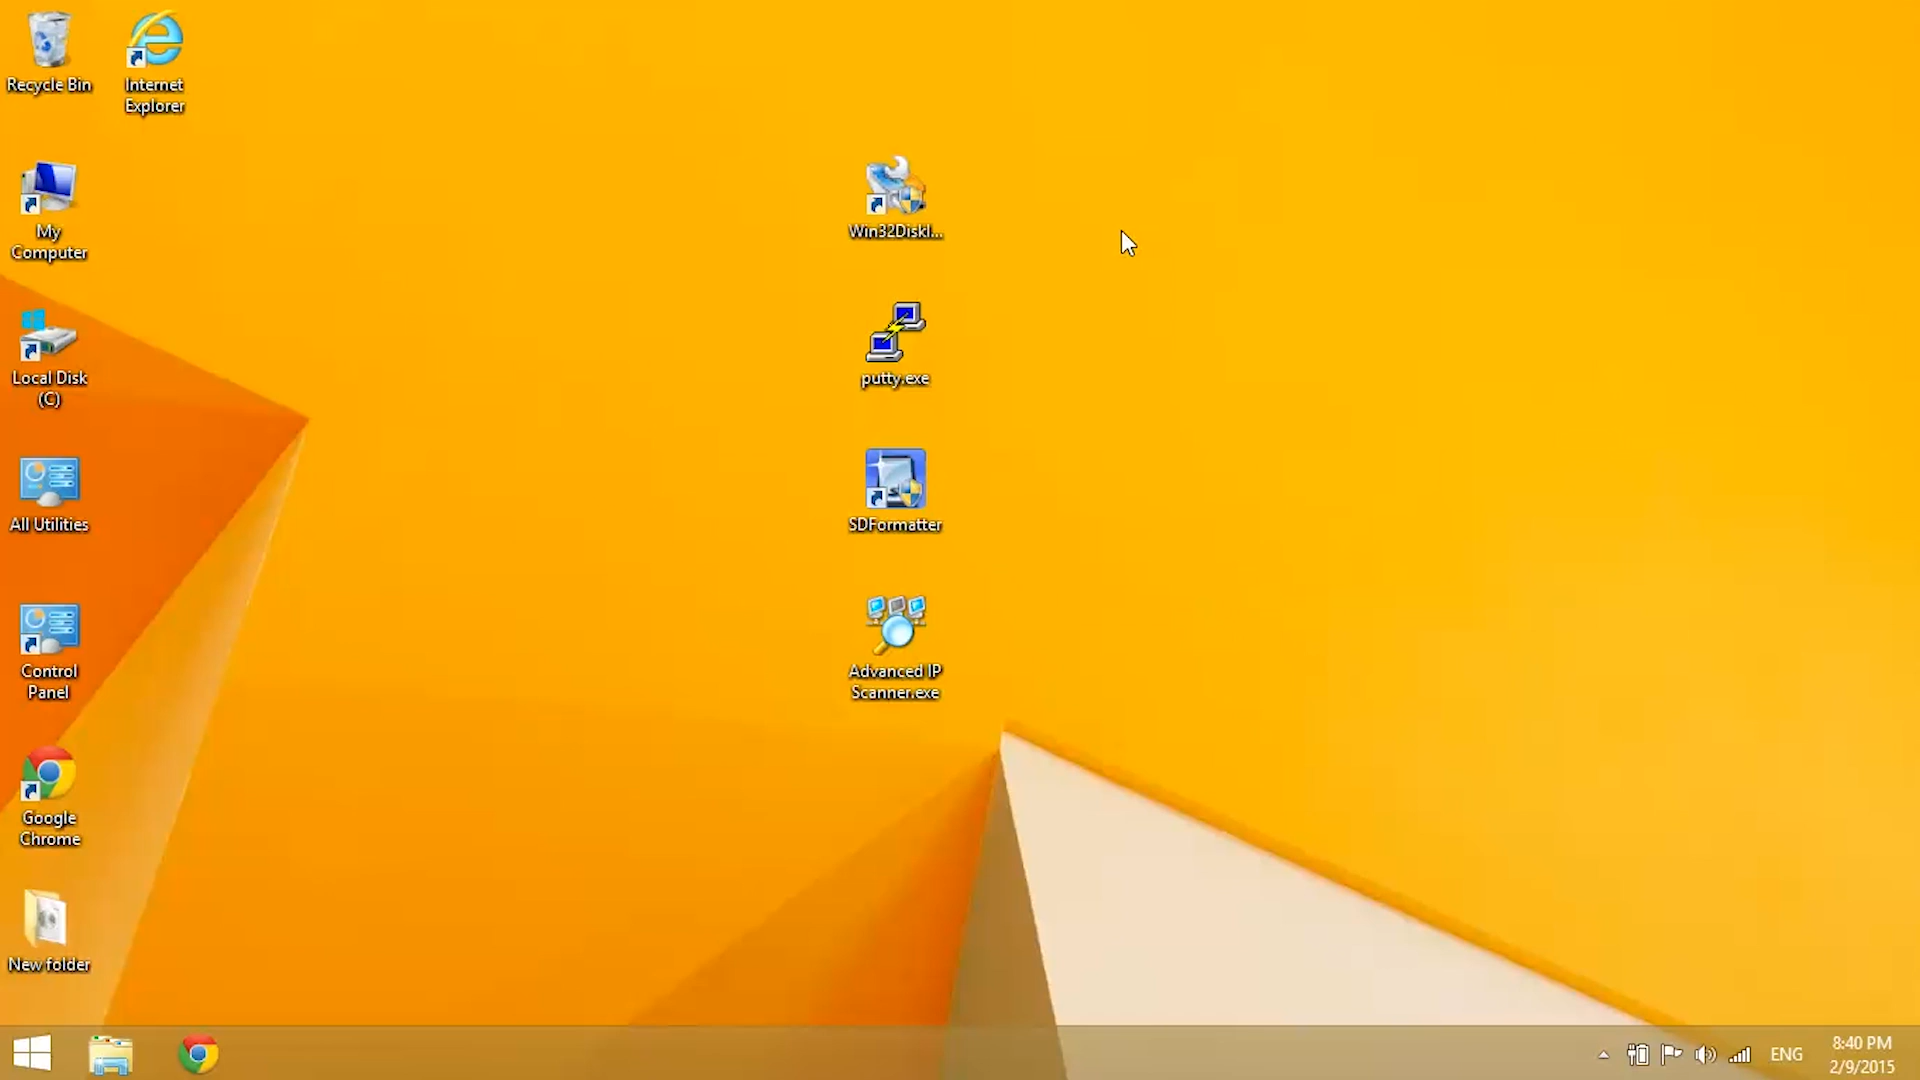 Recycle Bin
Internet
Explorer
My
Computer
Local Disk
(C)
All Utilities
Control
Panel
Google
Chrome
New folder
Win32DiskI...
putty.exe
SDFormatter
Advanced IP
Scanner.exe
ENG
8:40 PM
2/9/2015